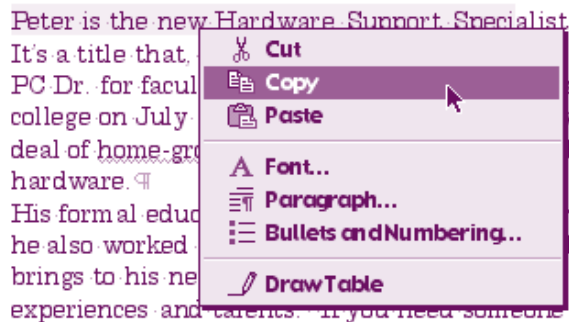 Peter is the new Hardware Support Specialist
It's a title that,
Cut
PC Dr. for facul
Copy
college on July
Paste
deal of home-gro
Font...
hardware. ¶
Paragraph...
His formal educ
Bullets and Numbering...
he also worked
brings to his ne
Draw Table
experiences and talents. If you need someone